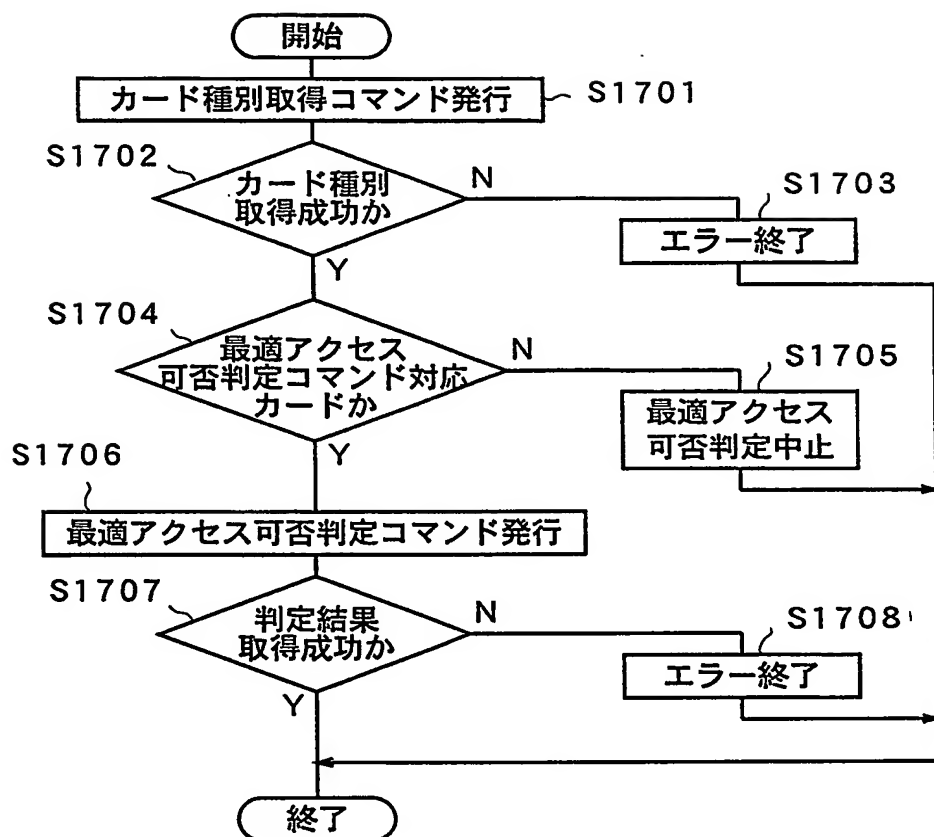 開始
カード種別取得コマンド発行
S1701
S1702
カード種別
取得成功か
N
Y
S1703
エラー終了
S1704
最適アクセス
可否判定コマンド対応
カードか
N
Y
S1705
最適アクセス
可否判定中止
S1706
最適アクセス可否判定コマンド発行
S1707
判定結果
取得成功か
N
Y
S1708
エラー終了
終了